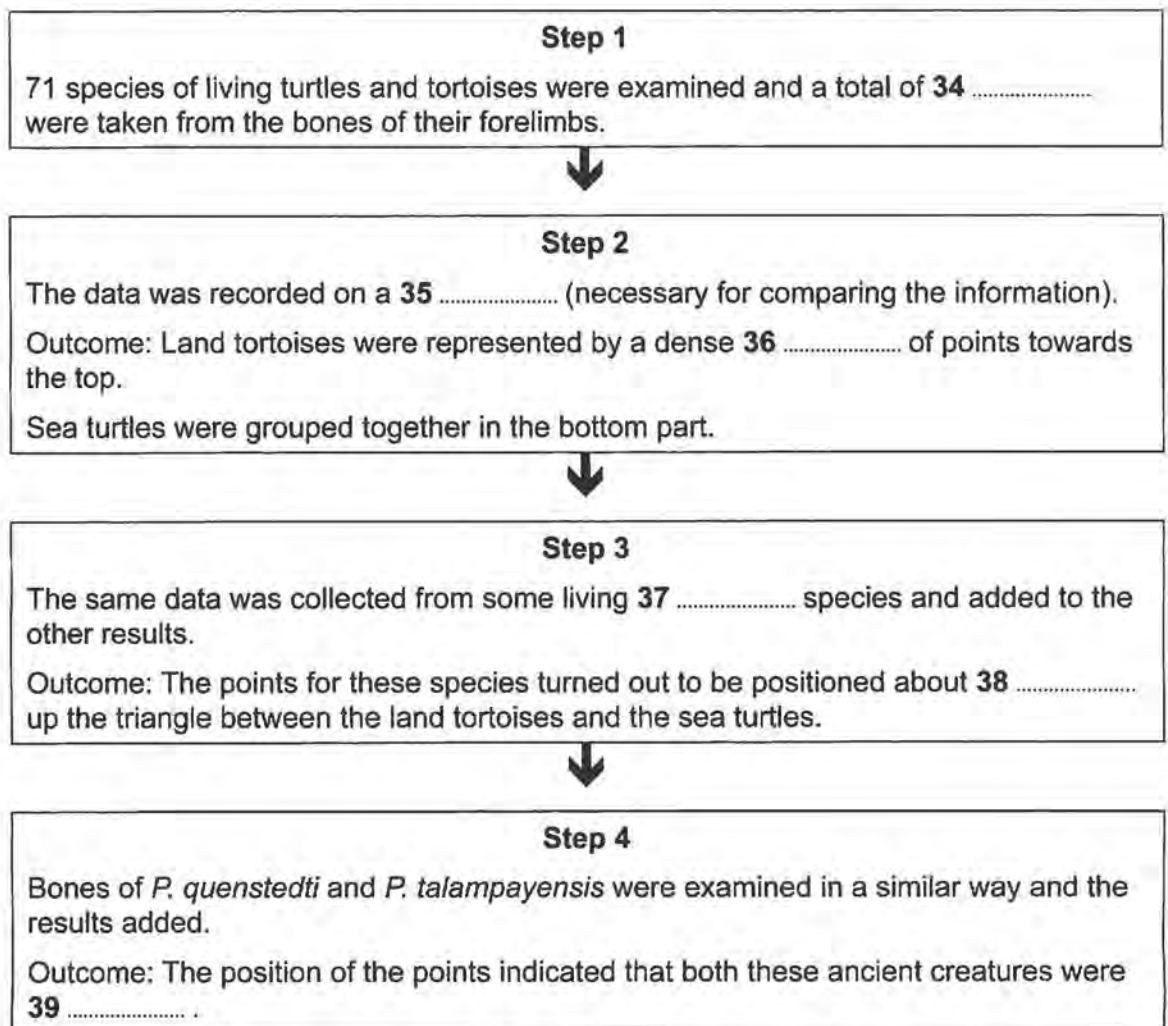 Step 1
71 species of living turtles and tortoises were examined and a total of 34 ....................
were taken from the bones of their forelimbs.
Step 2
The data was recorded on a 35 .................... (necessary for comparing the information).
Outcome: Land tortoises were represented by a dense 36 .................... of points towards
the top.
Sea turtles were grouped together in the bottom part.
Step 3
The same data was collected from some living 37 .................... species and added to the
other results.
Outcome: The points for these species turned out to be positioned about 38 ....................
up the triangle between the land tortoises and the sea turtles.
Step 4
Bones of P. quenstedti and P. talampayensis were examined in a similar way and the
results added.
Outcome: The position of the points indicated that both these ancient creatures were
39 .................... .